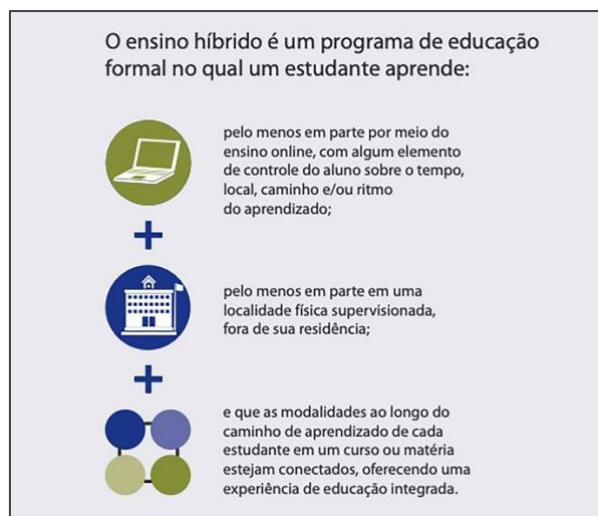 O ensino híbrido é um programa de educação
formal no qual um estudante aprende:
pelo menos em parte por meio do
ensino online, com algum elemento
de controle do aluno sobre o tempo,
local, caminho e/ou ritmo
do aprendizado;
+
pelo menos em parte em uma
localidade física supervisionada,
fora de sua residência;
+
e que as modalidades ao longo do
caminho de aprendizado de cada
estudante em um curso ou matéria
estejam conectados, oferecendo uma
experiência de educação integrada.